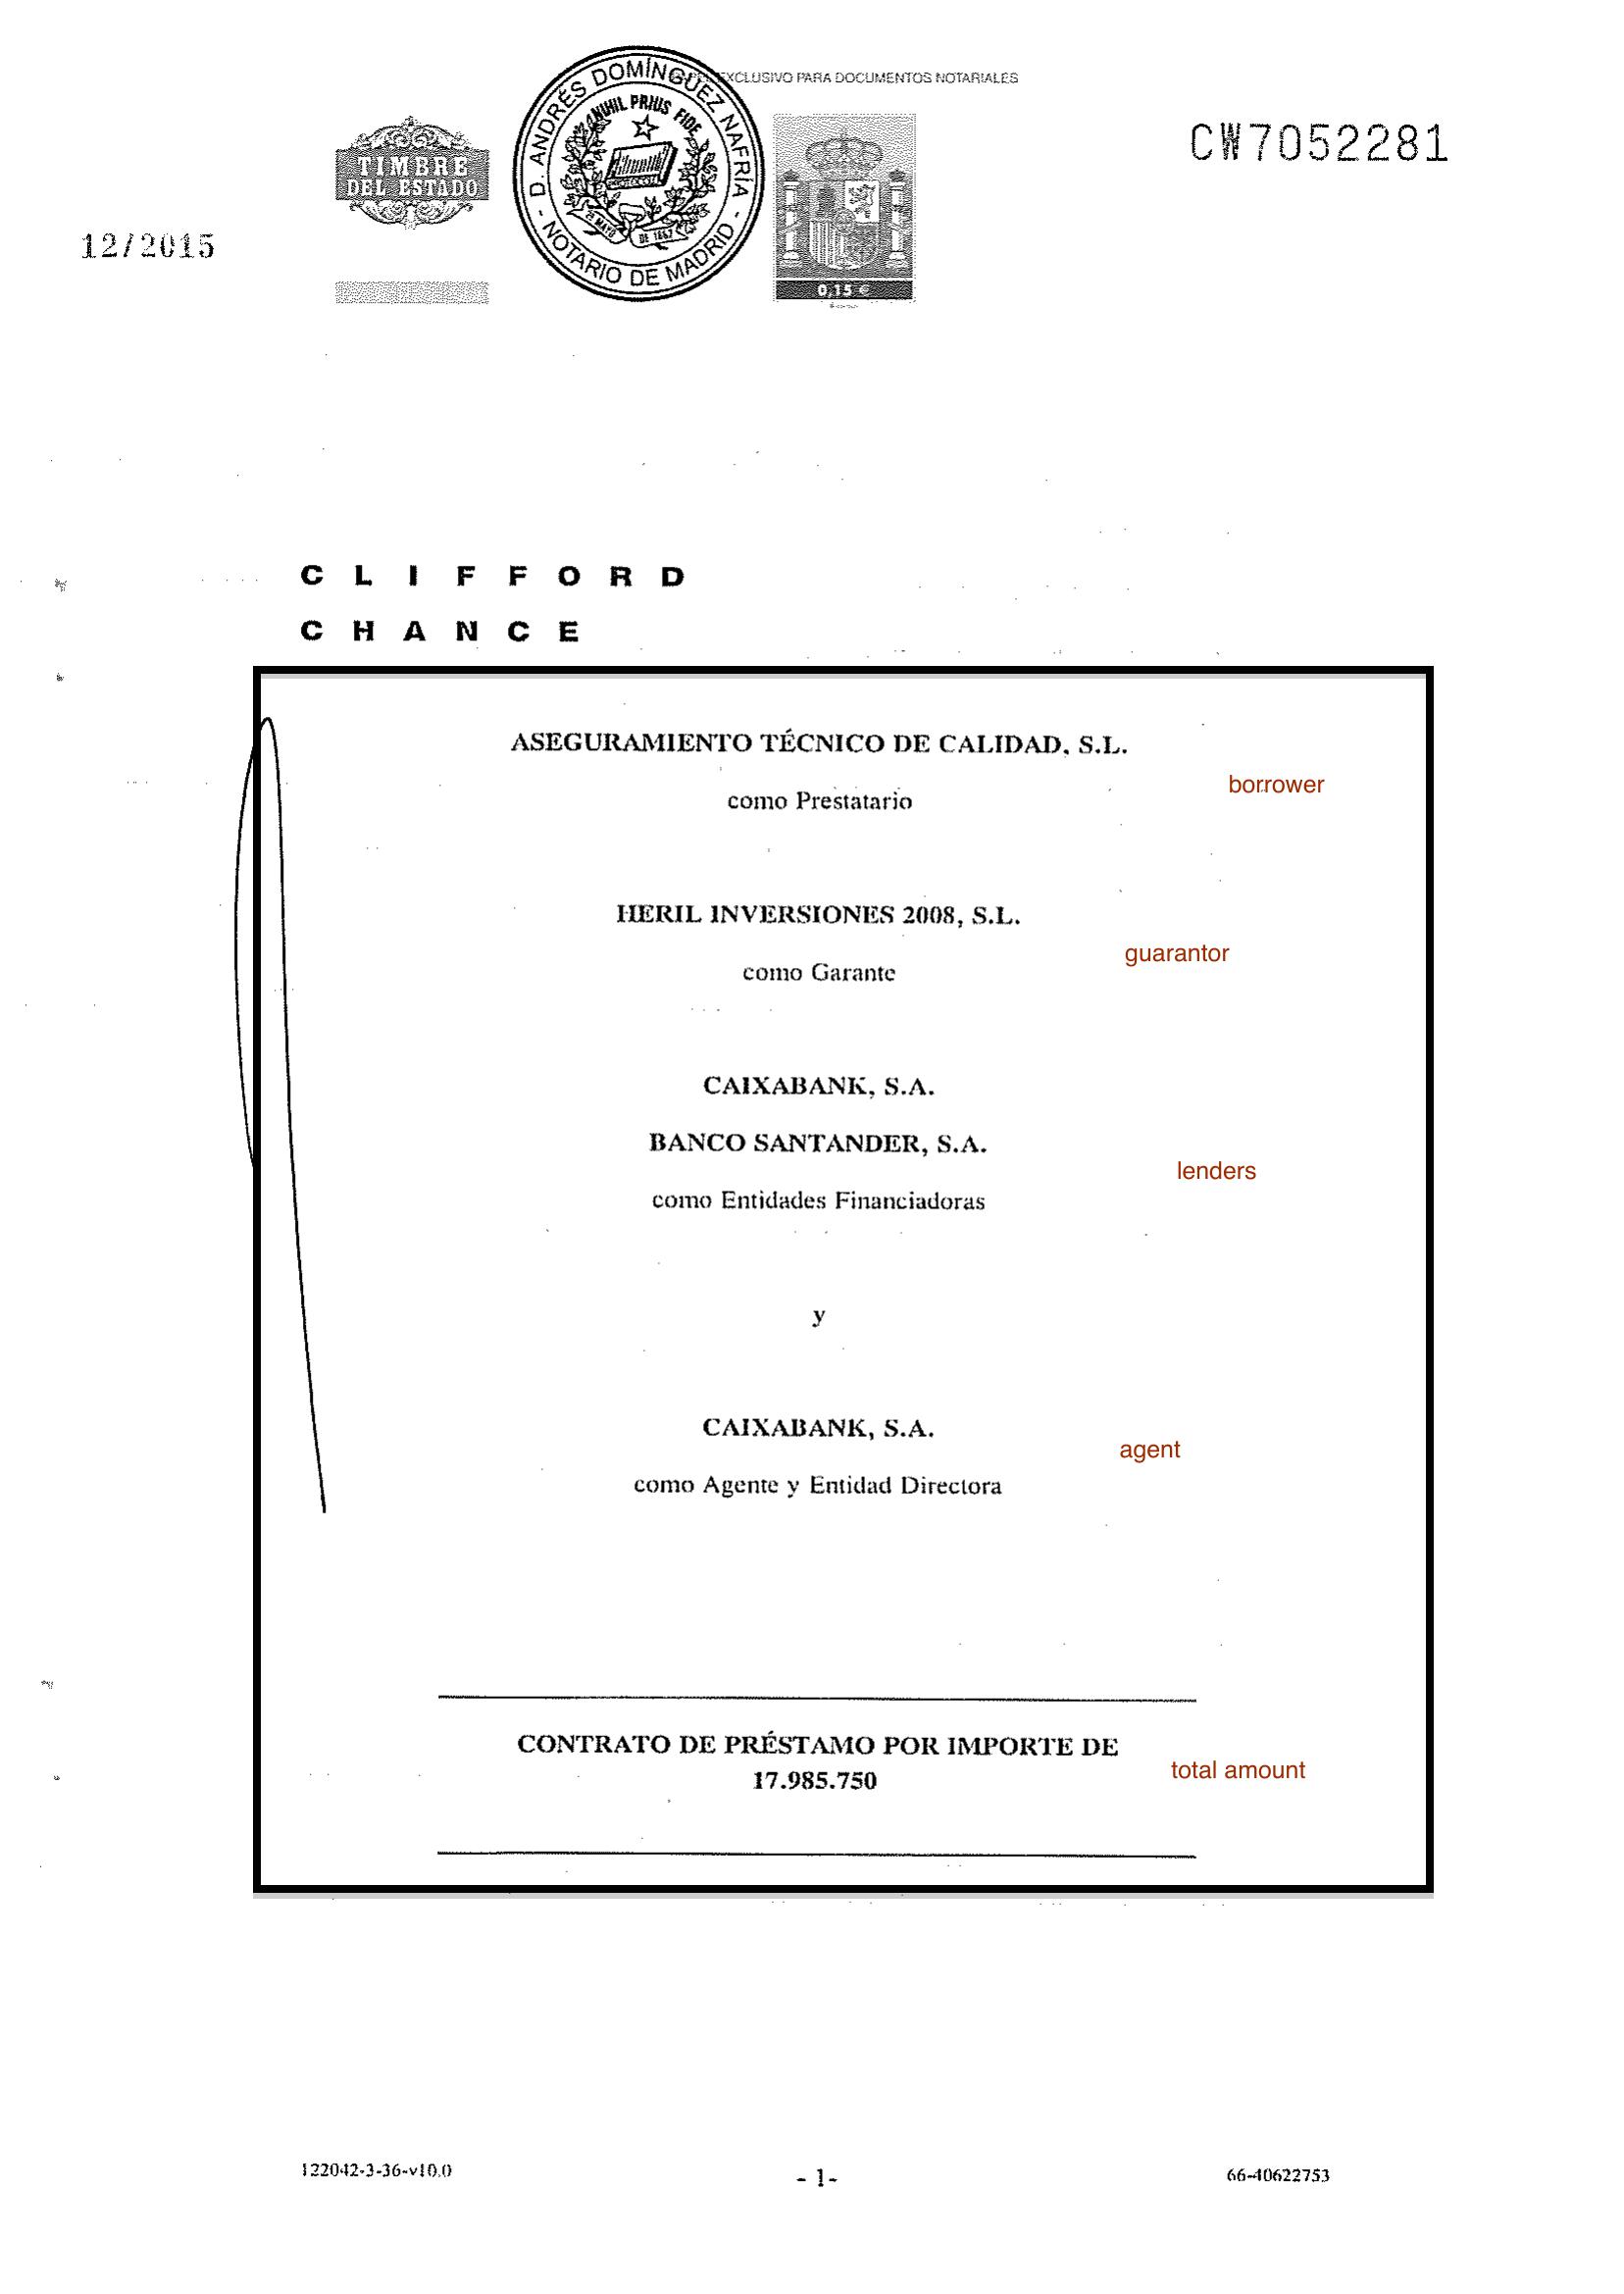 EXCLUSIVO PARA DOCUMENTOS NOTARIALES
D. ANDRÉS DOMÍNGUEZ NAFRÍA - NOTARIO DE MADRID -
NIHIL PRIUS FIDE
DE 1862
TIMBRE
DEL ESTADO
0,15 €
CW7052281
12/2015
CLIFFORD
CHANCE
ASEGURAMIENTO TÉCNICO DE CALIDAD, S.L.
borrower
como Prestatario
HERIL INVERSIONES 2008, S.L.
guarantor
como Garante
CAIXABANK, S.A.
BANCO SANTANDER, S.A.
lenders
como Entidades Financiadoras
y
CAIXABANK, S.A.
agent
como Agente y Entidad Directora
CONTRATO DE PRÉSTAMO POR IMPORTE DE
total amount
17.985.750
122042-3-36-v10.0
- 1-
66-40622753